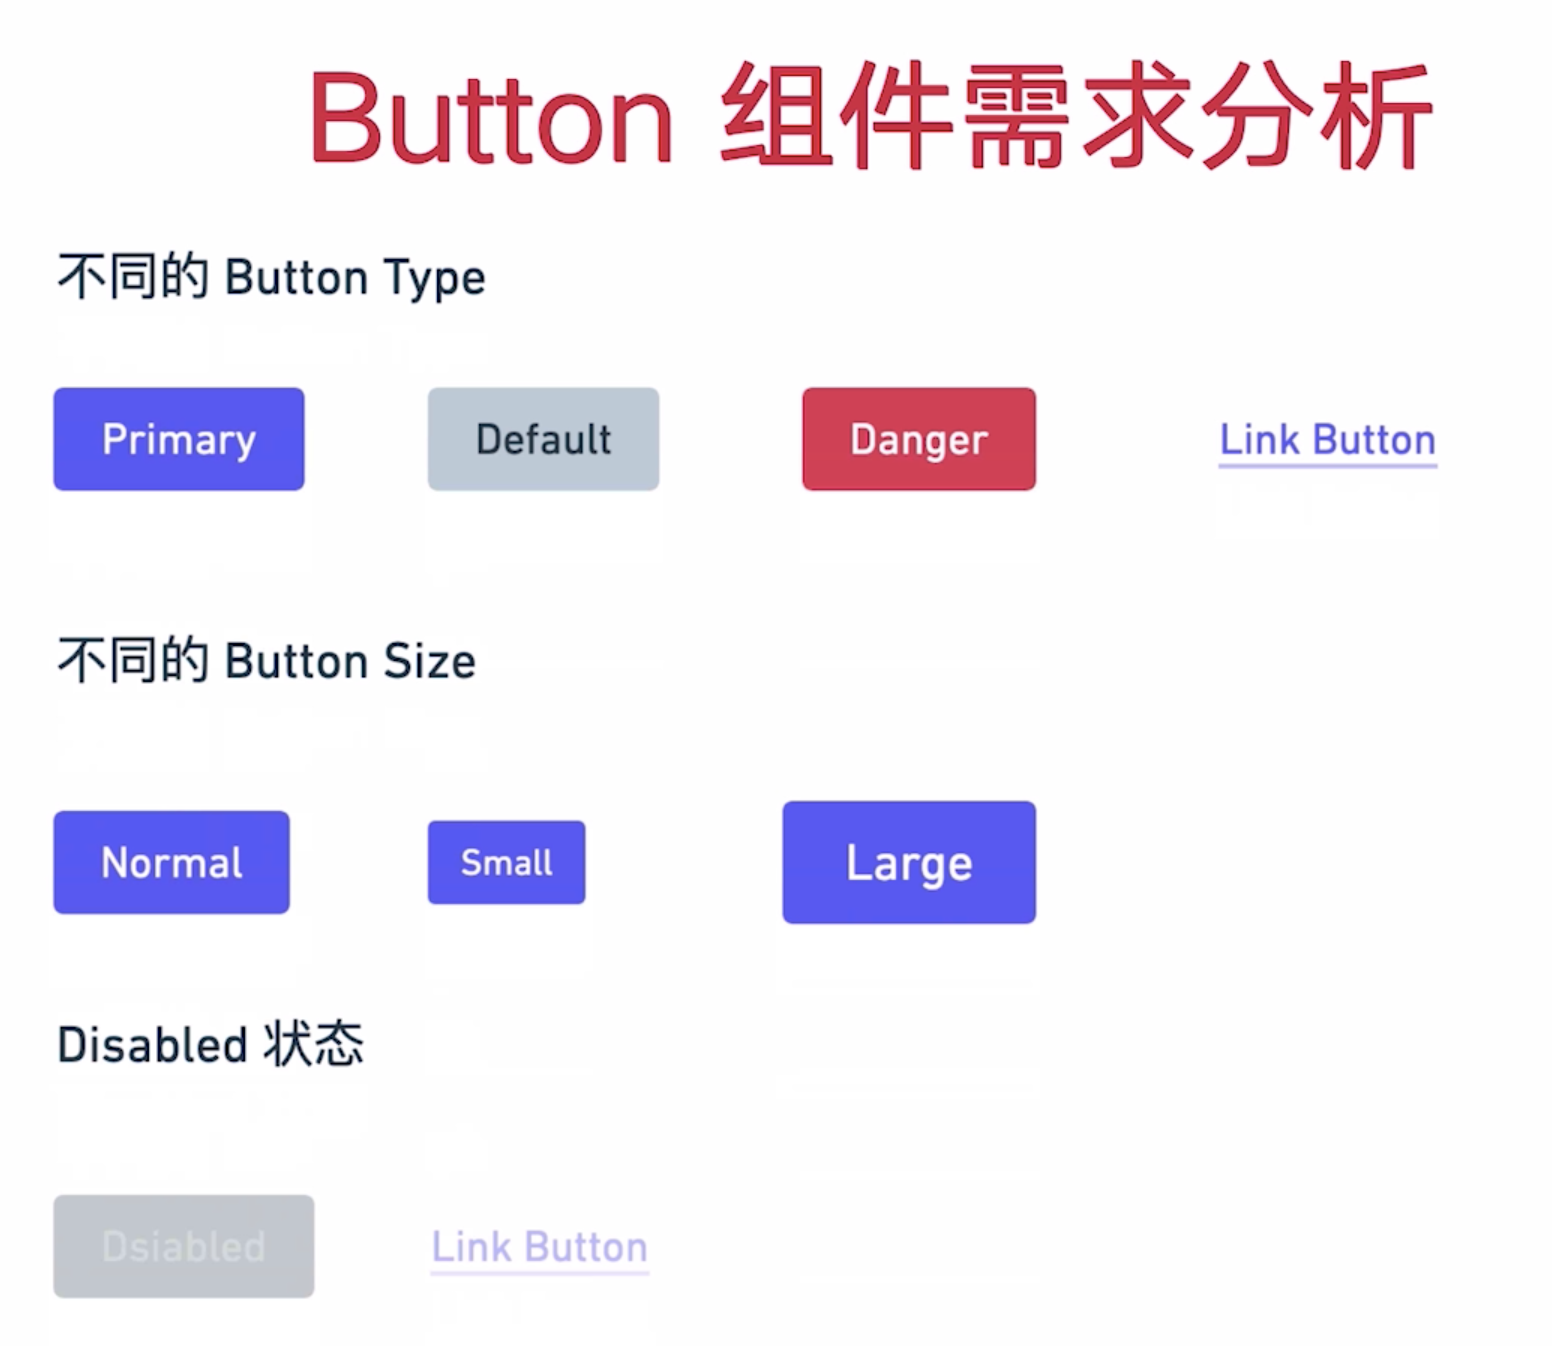 Button 组件需求分析
不同的 Button Type
Primary Default Danger Link Button
不同的 Button Size
Normal Small Large
Disabled 状态
Dsiabled Link Button